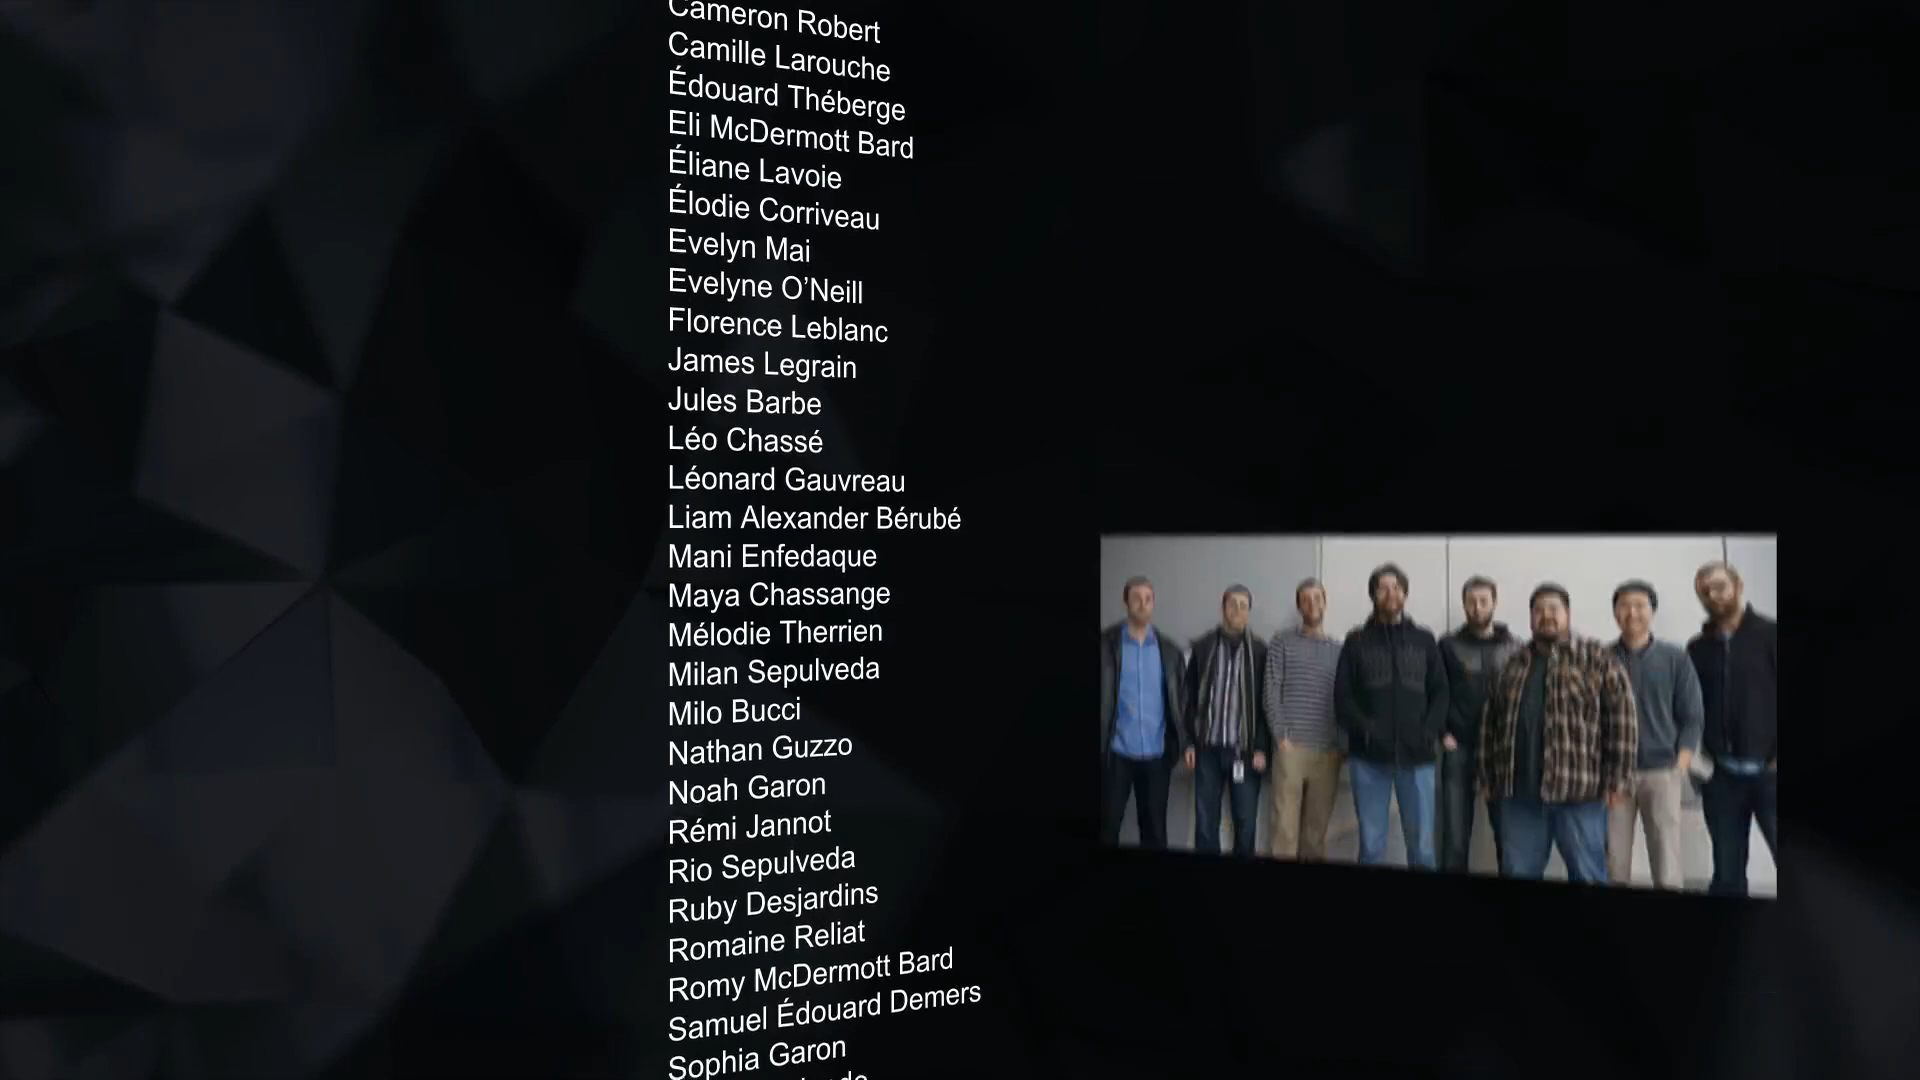 Cameron Robert
Camille Larouche
Édouard Théberge
Eli McDermott Bard
Éliane Lavoie
Élodie Corriveau
Evelyn Mai
Evelyne O’Neill
Florence Leblanc
James Legrain
Jules Barbe
Léo Chassé
Léonard Gauvreau
Liam Alexander Bérubé
Mani Enfedaque
Maya Chassange
Mélodie Therrien
Milan Sepulveda
Milo Bucci
Nathan Guzzo
Noah Garon
Rémi Jannot
Rio Sepulveda
Ruby Desjardins
Romaine Reliat
Romy McDermott Bard
Samuel Édouard Demers
Sophia Garon